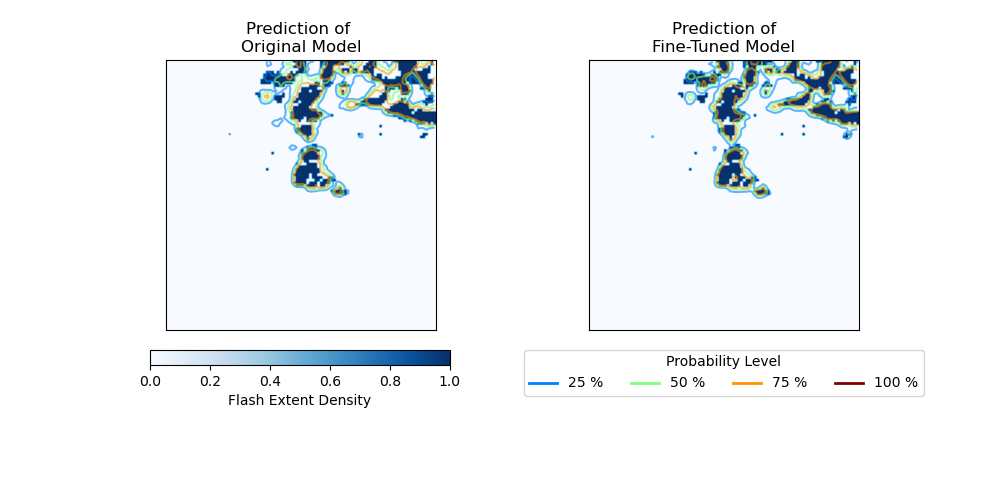 Prediction of
Original Model
Prediction of
Fine-Tuned Model
0.0 0.2 0.4 0.6 0.8 1.0
Flash Extent Density
Probability Level
25 % 50 % 75 % 100 %